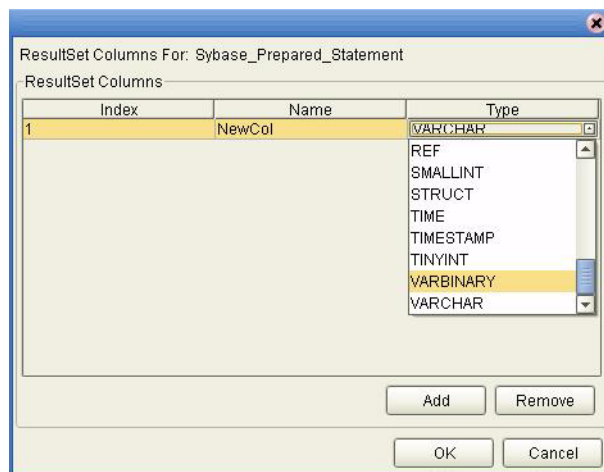 ResultSet Columns For: Sybase_Prepared_Statement
ResultSet Columns
Index Name Type
1 NewCol VARCHAR
REF
SMALLINT
STRUCT
TIME
TIMESTAMP
TINYINT
VARBINARY
VARCHAR
Add Remove
OK Cancel